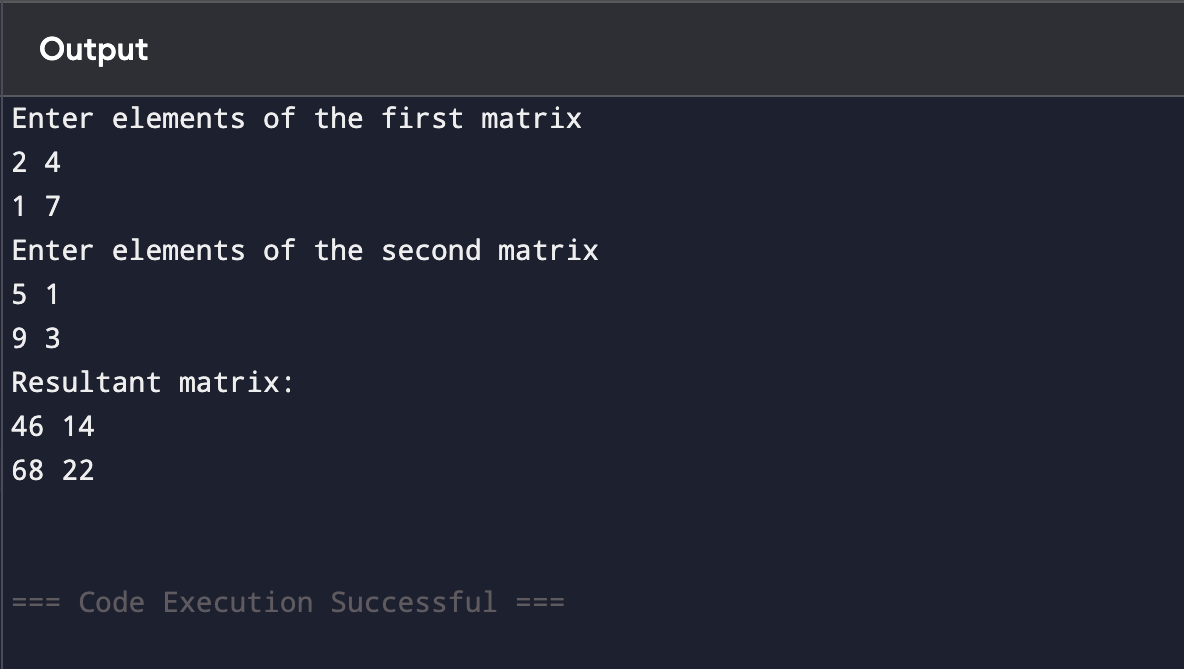 Output
Enter elements of the first matrix
2 4
1 7
Enter elements of the second matrix
5 1
9 3
Resultant matrix:
46 14
68 22
=== Code Execution Successful ===